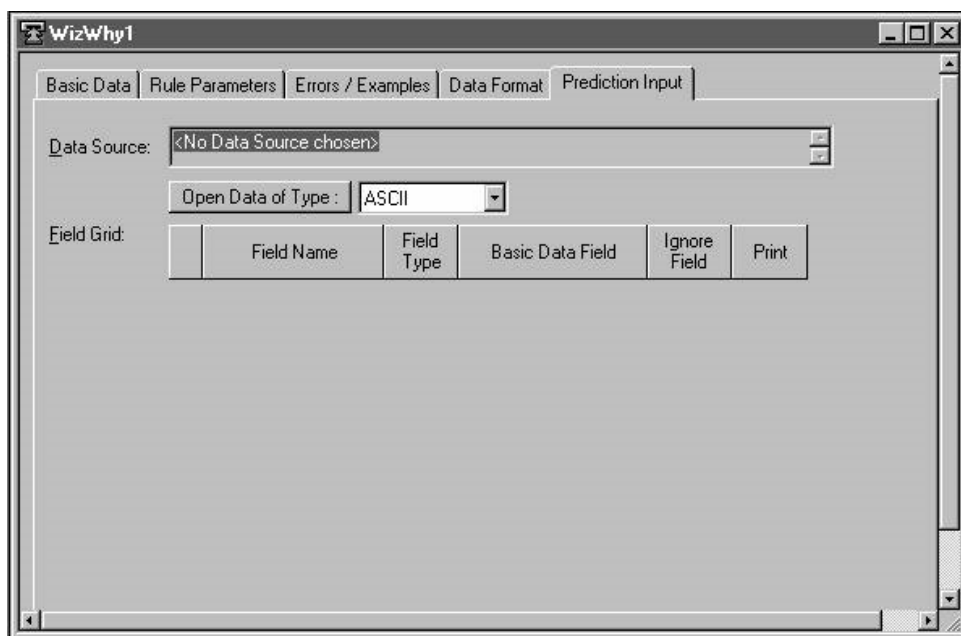 WizWhy1
Basic Data Rule Parameters Errors / Examples Data Format Prediction Input
Data Source: <No Data Source chosen>
Open Data of Type : ASCII
Field Grid:
Field Name Field Type Basic Data Field Ignore Field Print